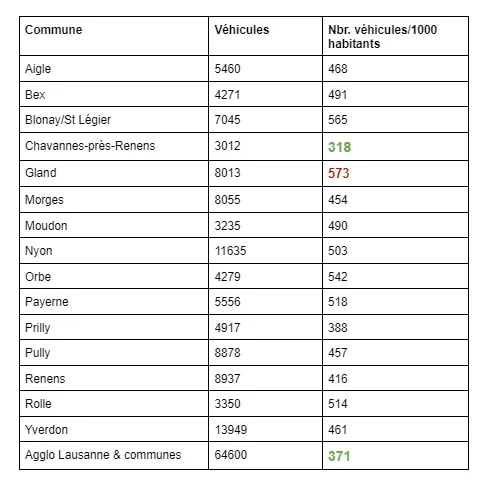 Commune Véhicules Nbr. véhicules/1000
habitants
Aigle 5460 468
Bex 4271 491
Blonay/St Légier 7045 565
Chavannes-près-Renens 3012 318
Gland 8013 573
Morges 8055 454
Moudon 3235 490
Nyon 11635 503
Orbe 4279 542
Payerne 5556 518
Prilly 4917 388
Pully 8878 457
Renens 8937 416
Rolle 3350 514
Yverdon 13949 461
Agglo Lausanne & communes 64600 371